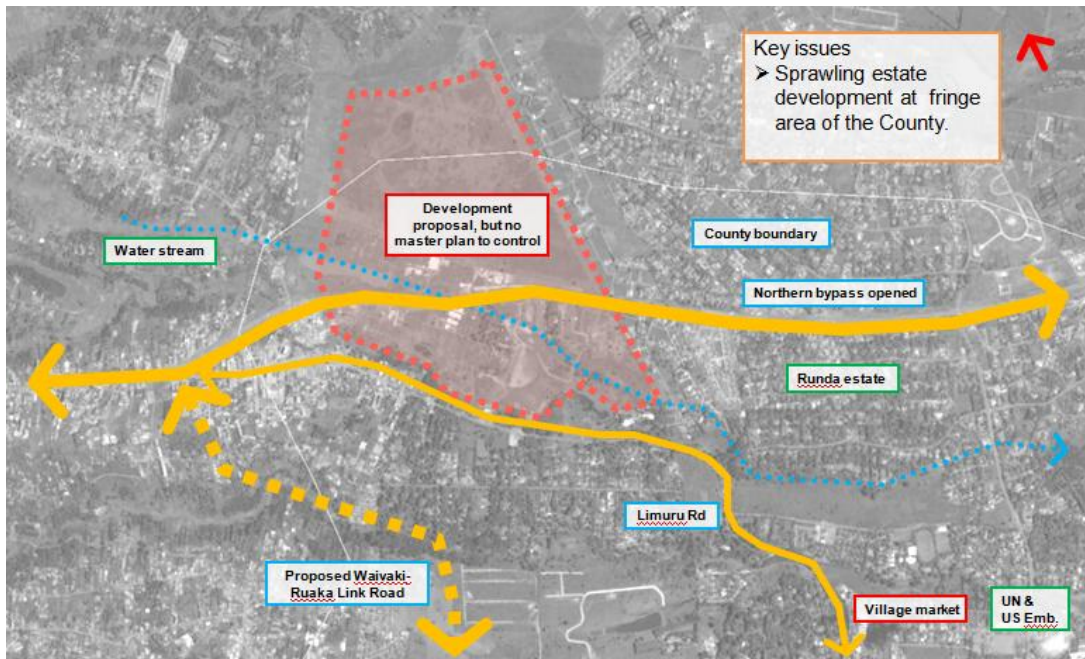 Key issues
➤ Sprawling estate
development at fringe
area of the County.
Development
proposal, but no
master plan to control
Water stream
County boundary
Northern bypass opened
Runda estate
Limuru Rd
Proposed Waivaki-
Ruaka Link Road
Village market
UN &
US Emb.